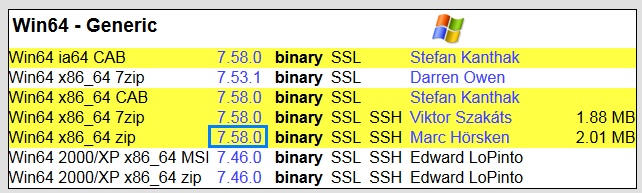 Win64 - Generic
Win64 ia64 CAB 7.58.0 binary SSL Stefan Kanthak
Win64 x86_64 7zip 7.53.1 binary SSL Darren Owen
Win64 x86_64 CAB 7.58.0 binary SSL Stefan Kanthak
Win64 x86_64 7zip 7.58.0 binary SSL SSH Viktor Szakáts 1.88 MB
Win64 x86_64 zip 7.58.0 binary SSL SSH Marc Hörsken 2.01 MB
Win64 2000/XP x86_64 MSI 7.46.0 binary SSL SSH Edward LoPinto
Win64 2000/XP x86_64 zip 7.46.0 binary SSL SSH Edward LoPinto